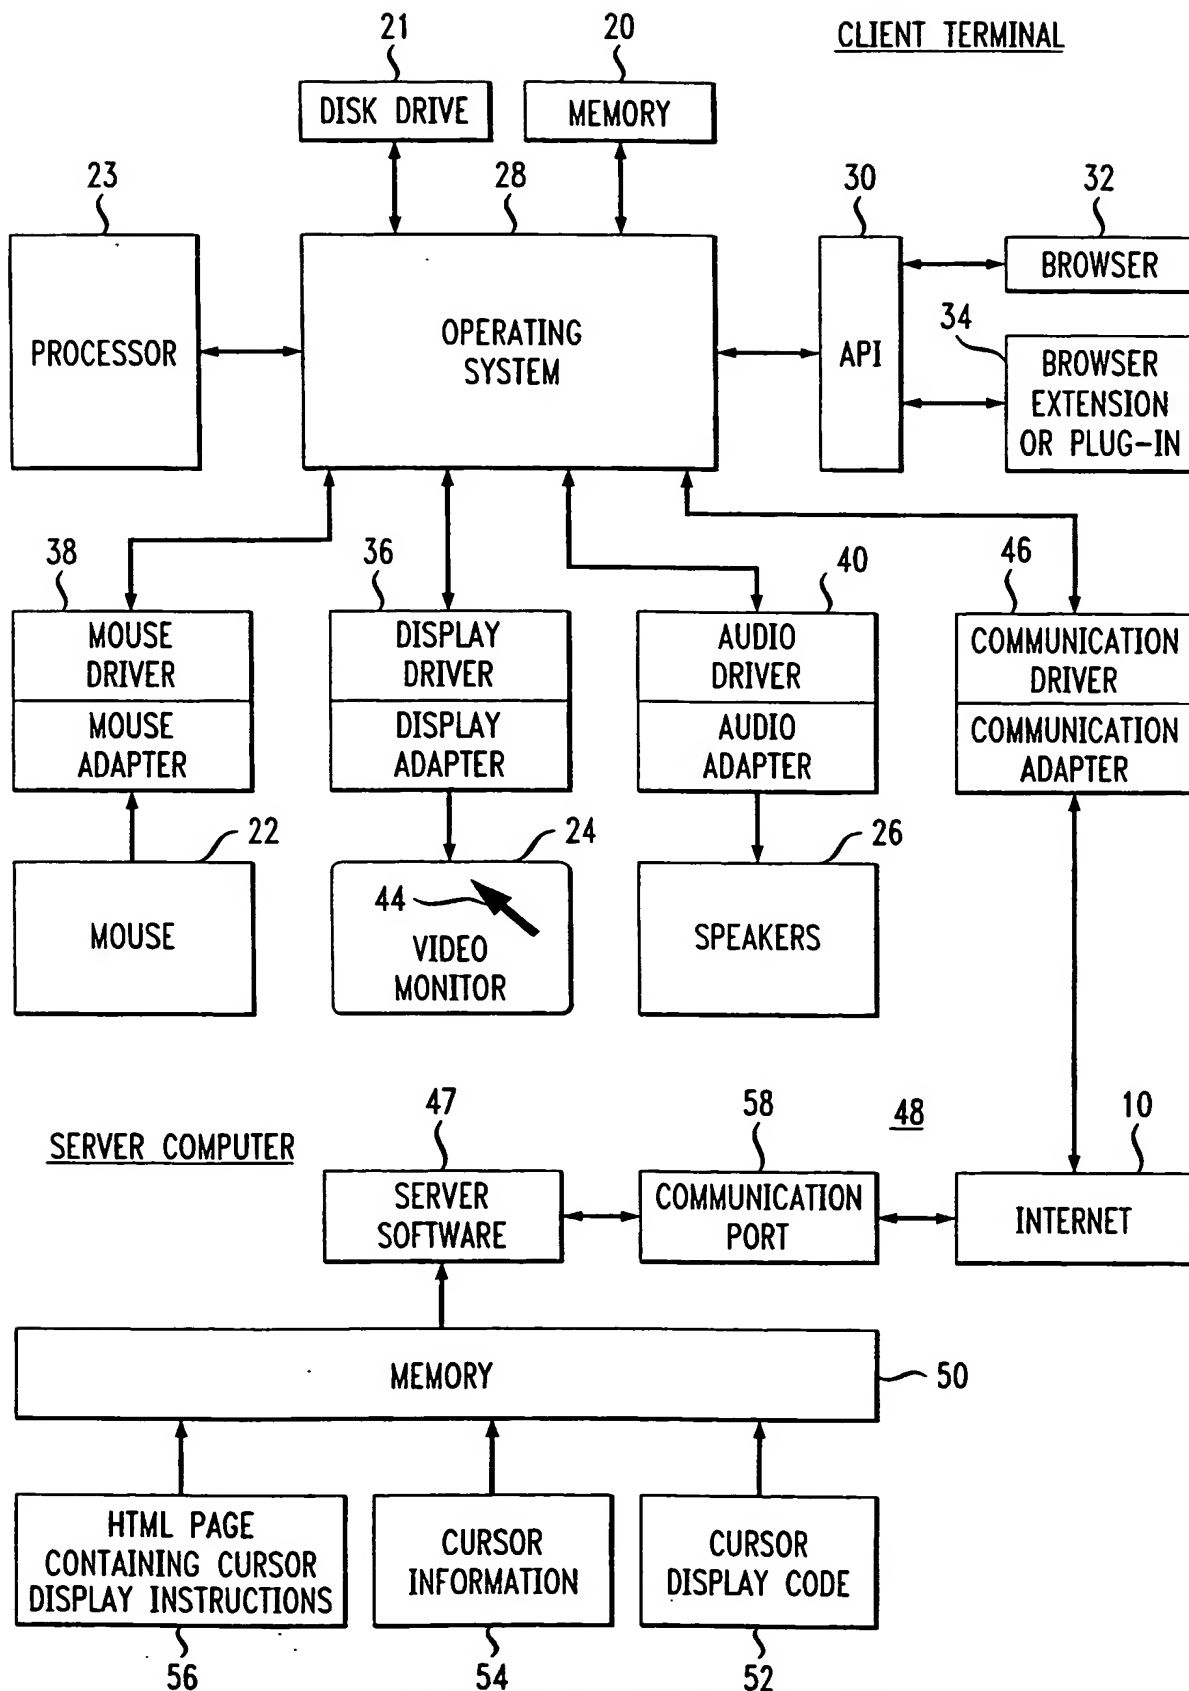 21
20
CLIENT TERMINAL
DISK DRIVE
MEMORY
23
28
30
32
PROCESSOR
OPERATING
SYSTEM
API
BROWSER
34
BROWSER
EXTENSION
OR PLUG-IN
38
36
40
46
MOUSE
DRIVER
MOUSE
ADAPTER
DISPLAY
DRIVER
DISPLAY
ADAPTER
AUDIO
DRIVER
AUDIO
ADAPTER
COMMUNICATION
DRIVER
COMMUNICATION
ADAPTER
22
24
26
MOUSE
44
VIDEO
MONITOR
SPEAKERS
47
58
48
10
SERVER COMPUTER
SERVER
SOFTWARE
COMMUNICATION
PORT
INTERNET
MEMORY
50
HTML PAGE
CONTAINING CURSOR
DISPLAY INSTRUCTIONS
CURSOR
INFORMATION
CURSOR
DISPLAY CODE
56
54
52